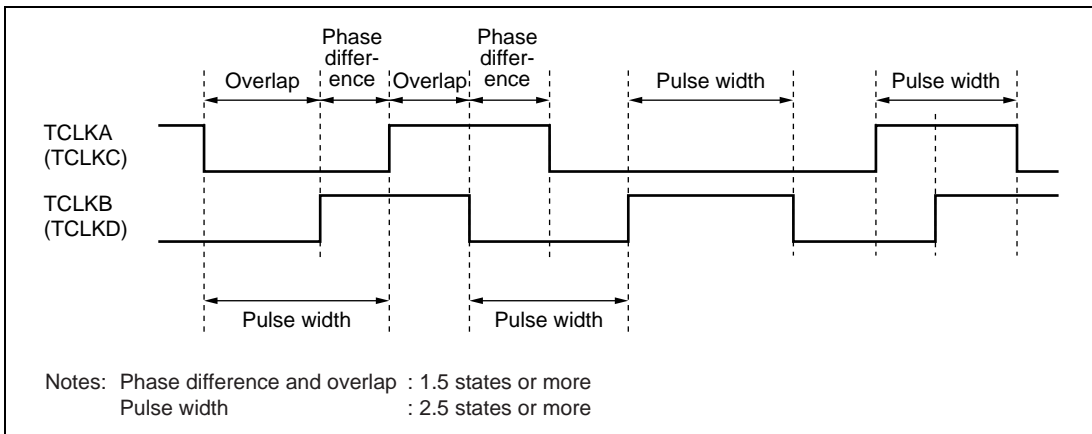 Phase
differ-
ence
Phase
differ-
ence
Overlap
Overlap
Pulse width
Pulse width
TCLKA
(TCLKC)
TCLKB
(TCLKD)
Pulse width
Pulse width
Notes: Phase difference and overlap : 1.5 states or more
Pulse width : 2.5 states or more